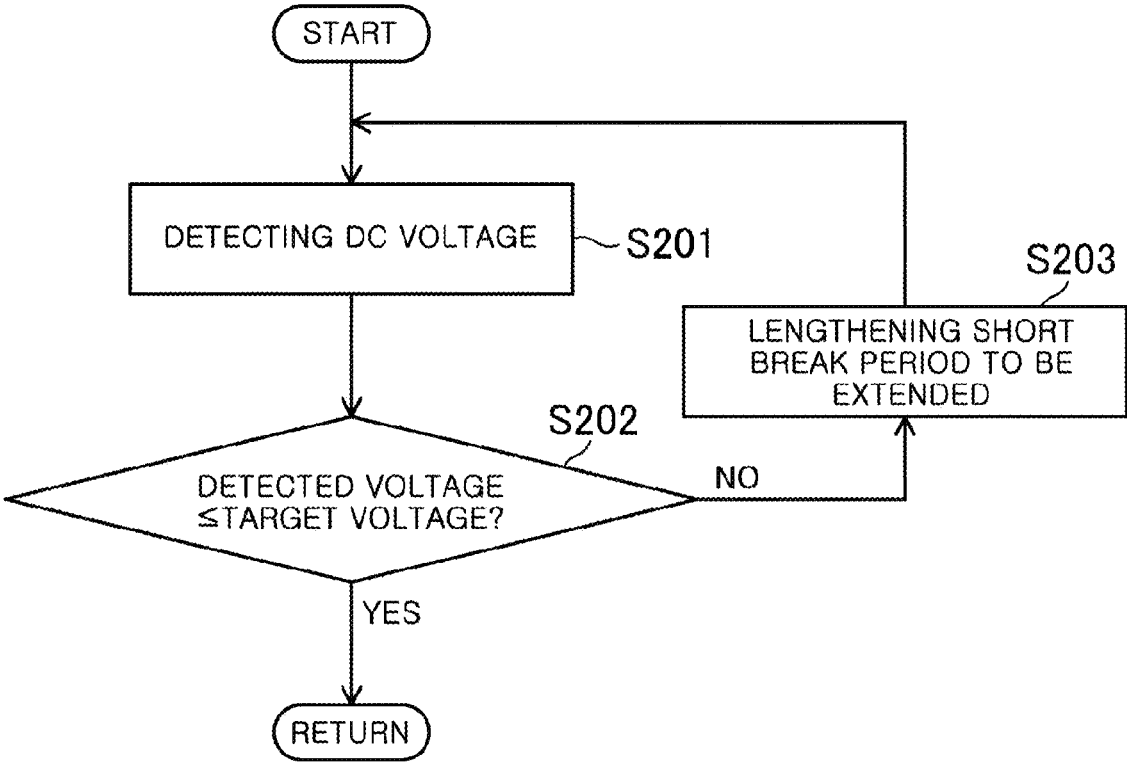 START
DETECTING DC VOLTAGE
S201
S203
LENGTHENING SHORT
BREAK PERIOD TO BE
EXTENDED
S202
DETECTED VOLTAGE
≤TARGET VOLTAGE?
NO
YES
RETURN